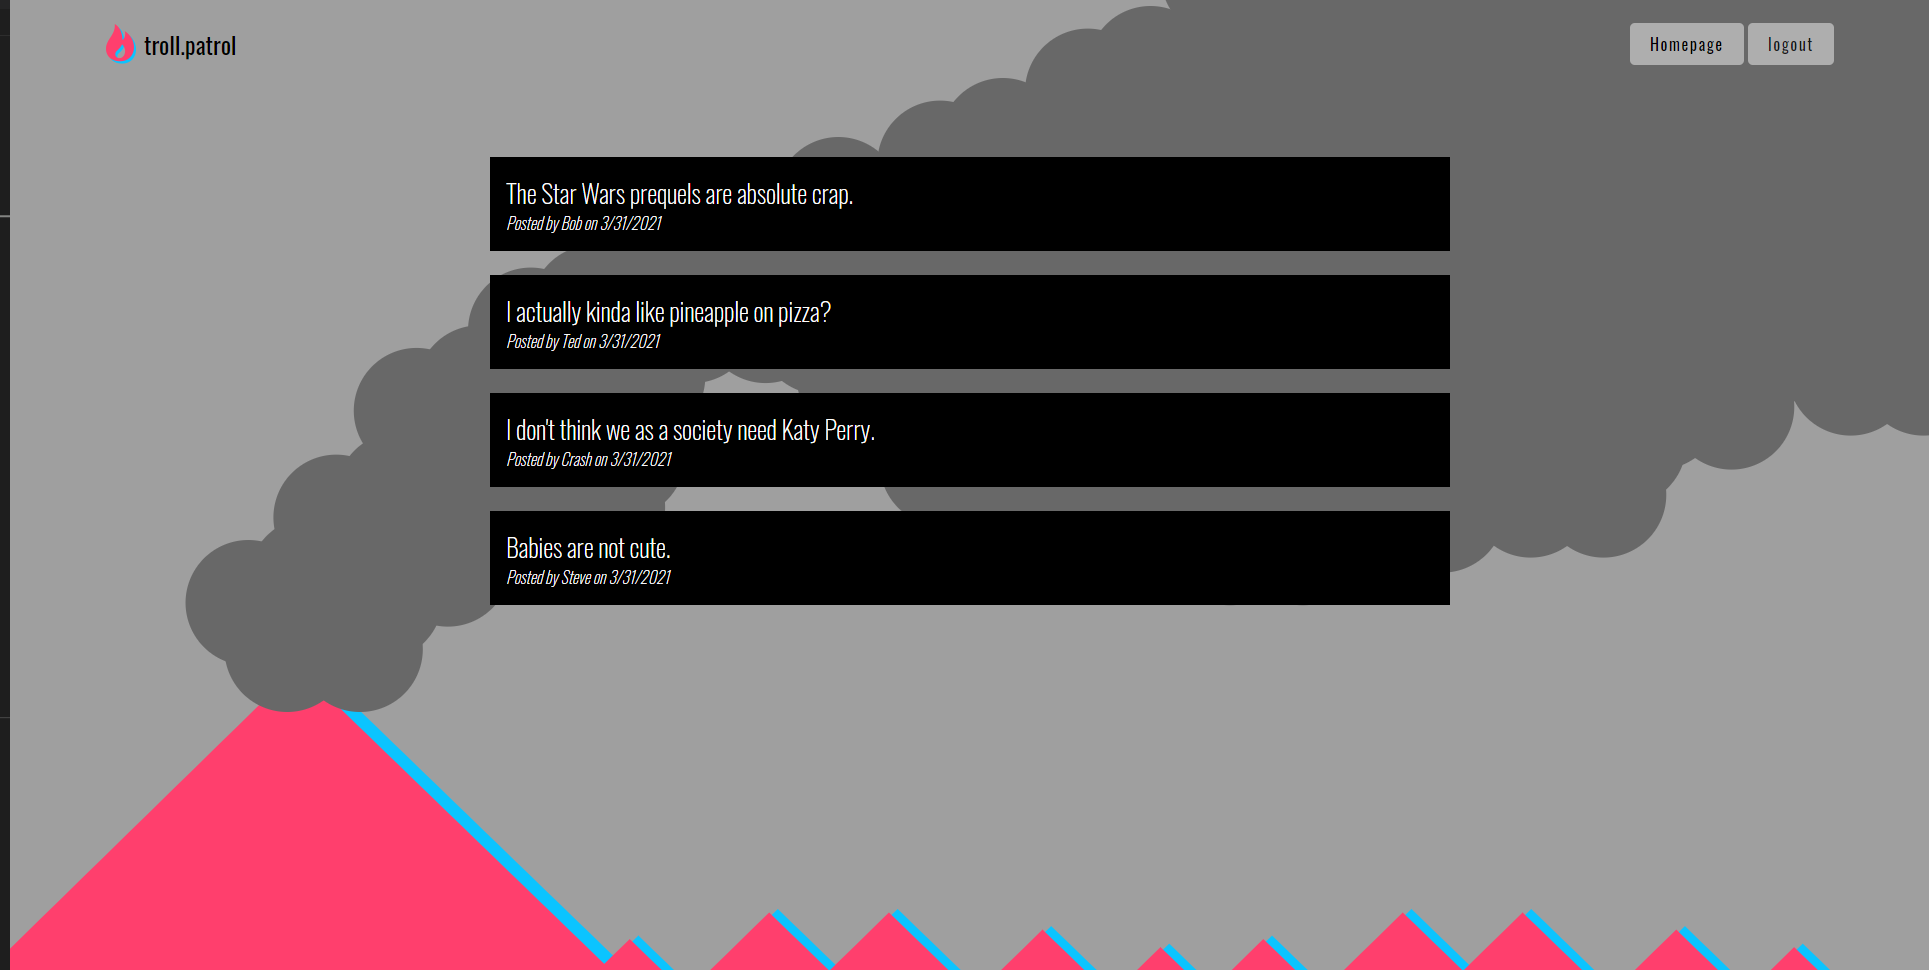 troll.patrol
Homepage
logout
The Star Wars prequels are absolute crap.
Posted by Bob on 3/31/2021
I actually kinda like pineapple on pizza?
Posted by Ted on 3/31/2021
I don't think we as a society need Katy Perry.
Posted by Crash on 3/31/2021
Babies are not cute.
Posted by Steve on 3/31/2021